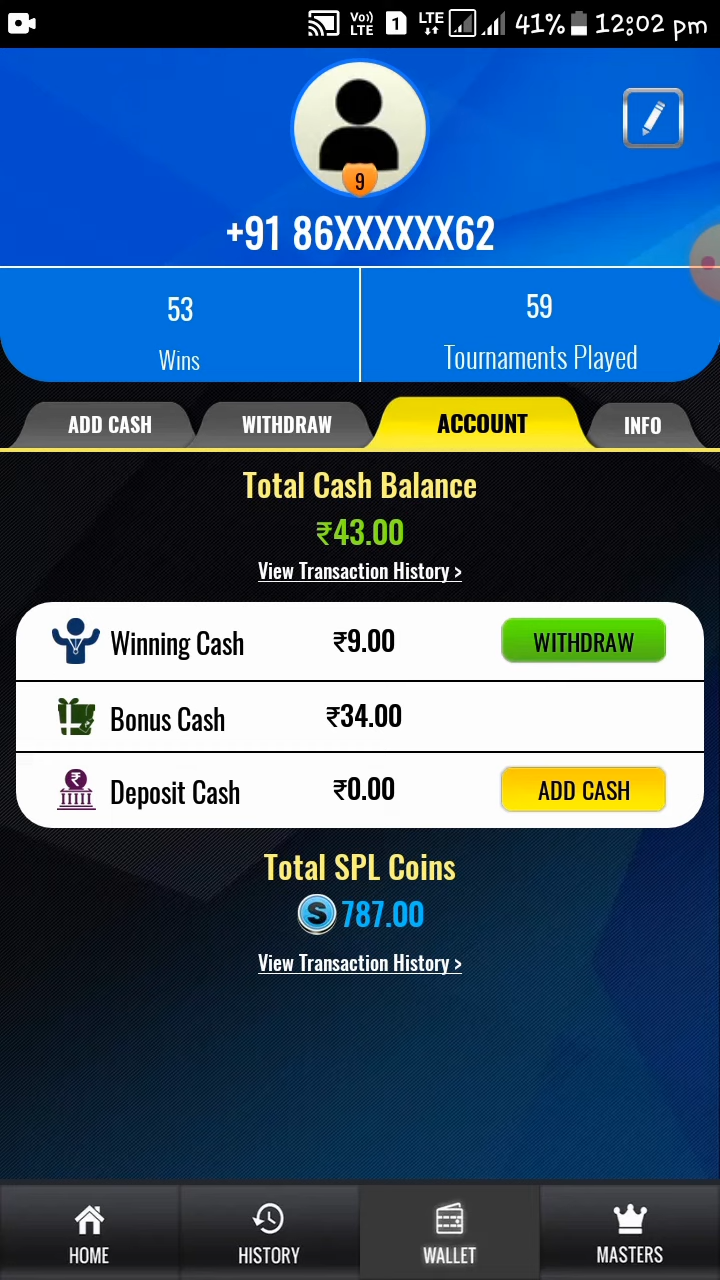 Vo)) LTE 1 LTE 41% 12:02 pm
9
+91 86XXXXXX62
53
Wins
59
Tournaments Played
ADD CASH WITHDRAW ACCOUNT INFO
Total Cash Balance
₹43.00
View Transaction History >
Winning Cash ₹9.00 WITHDRAW
Bonus Cash ₹34.00
Deposit Cash ₹0.00 ADD CASH
Total SPL Coins
S 787.00
View Transaction History >
HOME HISTORY WALLET MASTERS